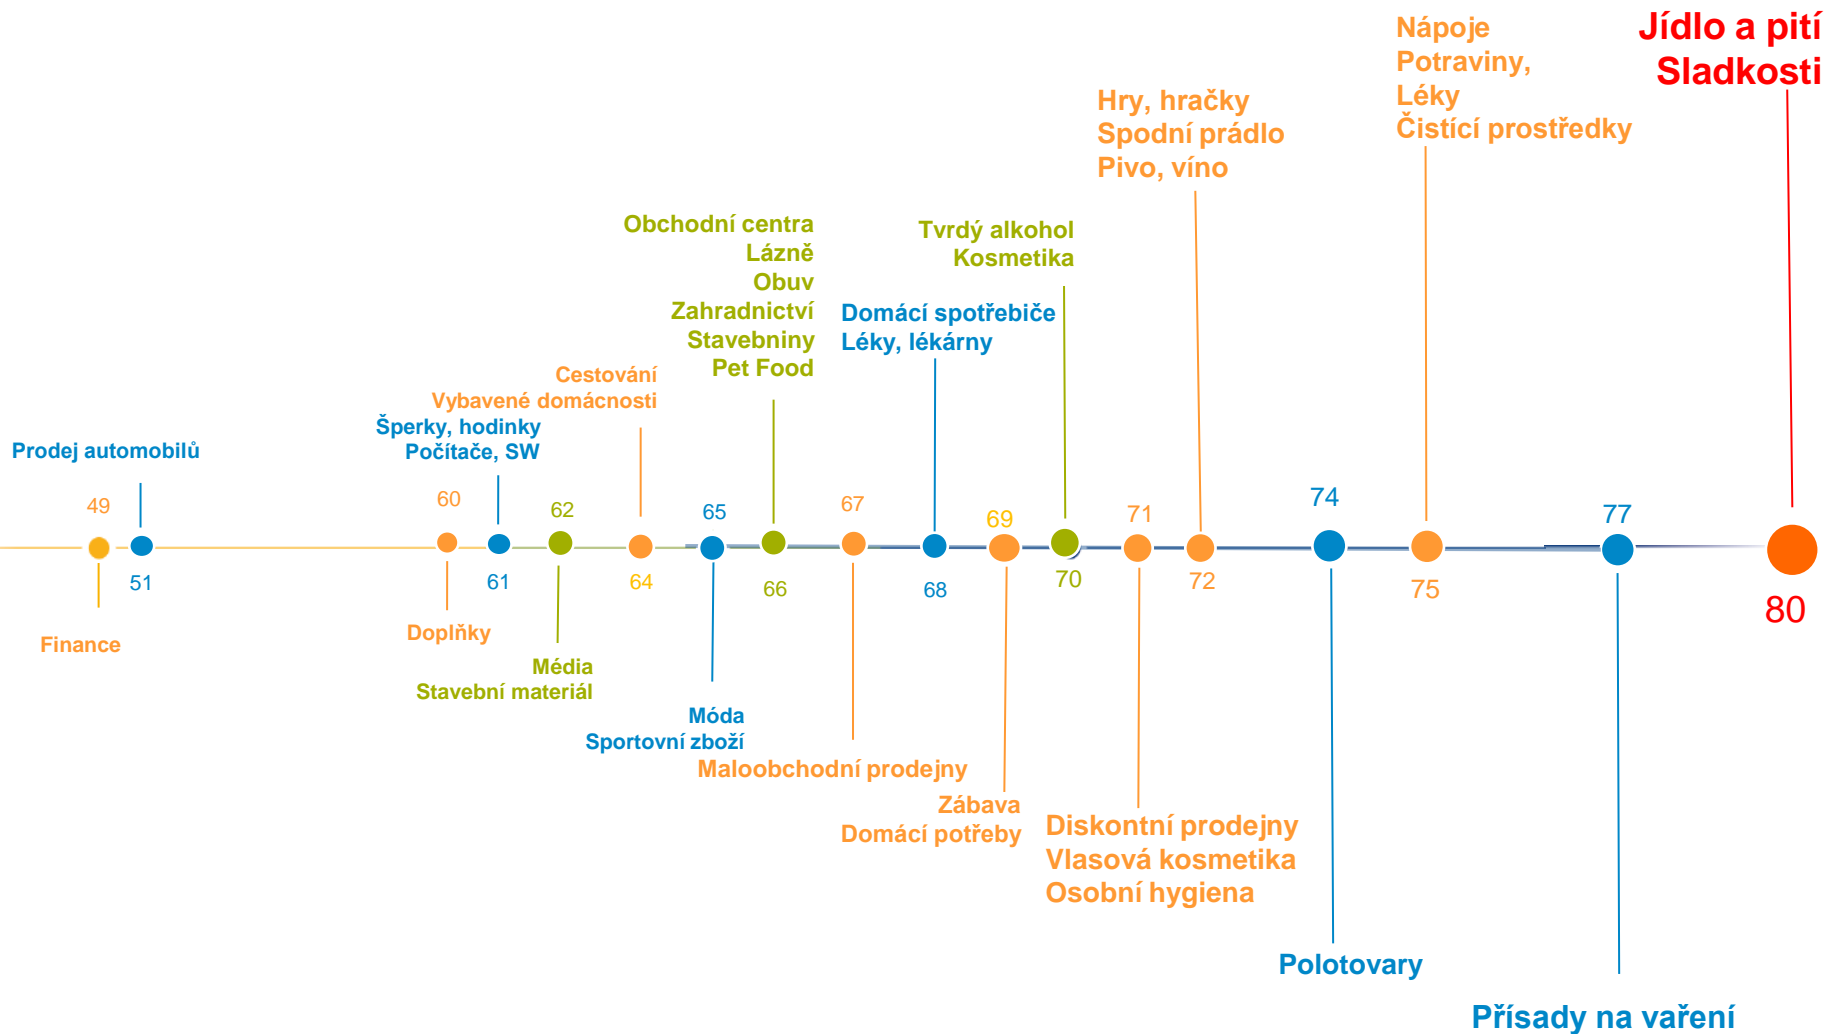 Jídlo a pití
Sladkosti
Nápoje
Potraviny,
Léky
Čistící prostředky
Hry, hračky
Spodní prádlo
Pivo, víno
Obchodní centra
Lázně
Obuv
Zahradnictví
Stavebniny
Pet Food
Tvrdý alkohol
Kosmetika
Domácí spotřebiče
Léky, lékárny
Cestování
Vybavené domácnosti
Šperky, hodinky
Počítače, SW
Prodej automobilů
49
60
62
65
67
69
71
74
77
51
61
64
66
68
70
72
75
80
Finance
Doplňky
Média
Stavební materiál
Móda
Sportovní zboží
Maloobchodní prodejny
Zábava
Domácí potřeby
Diskontní prodejny
Vlasová kosmetika
Osobní hygiena
Polotovary
Přísady na vaření